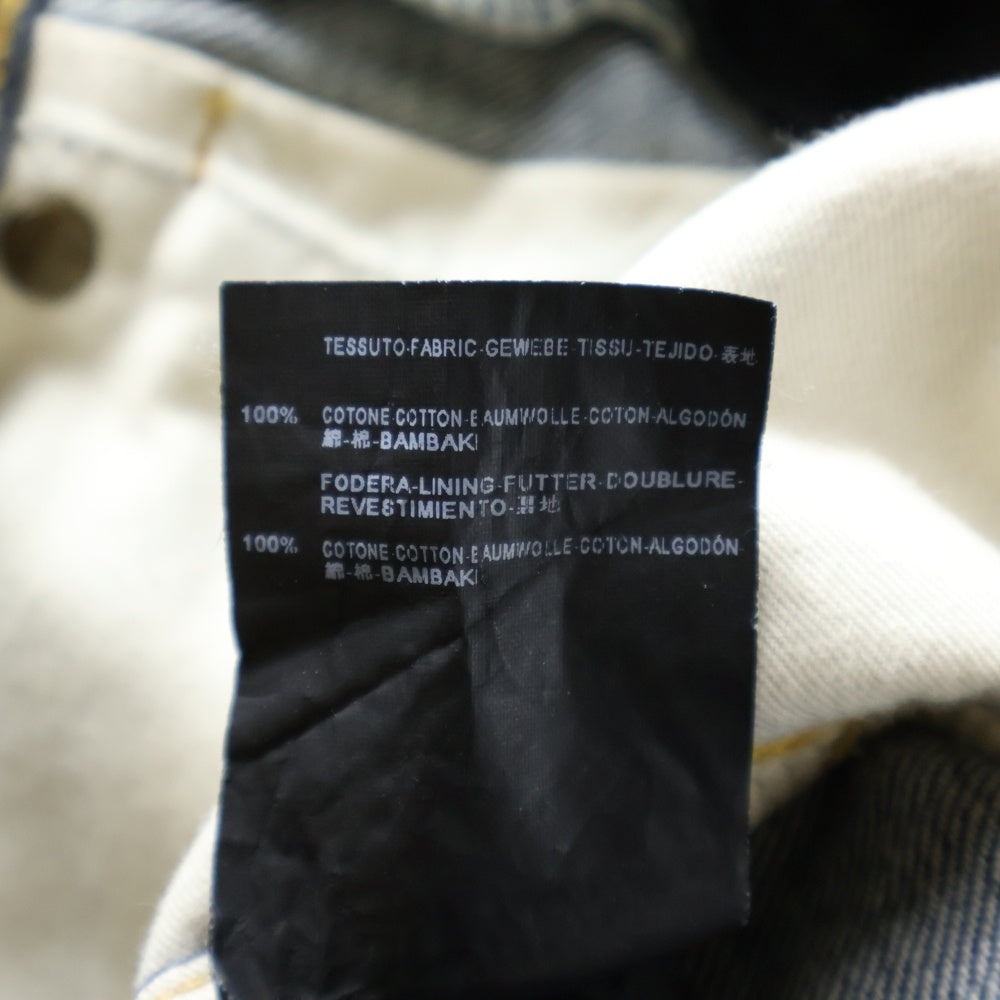 TESSUTO-FABRIC-GEWEBE-TISSU-TEJIDO-表地
100% COTONE-COTTON-BAUMWOLLE-COTON-ALGODÓN
綿-棉-BAMBAKI
FODERA-LINING-FUTTER-DOUBLURE-
REVESTIMIENTO-裏地
100% COTONE-COTTON-BAUMWOLLE-COTON-ALGODÓN
綿-棉-BAMBAKI